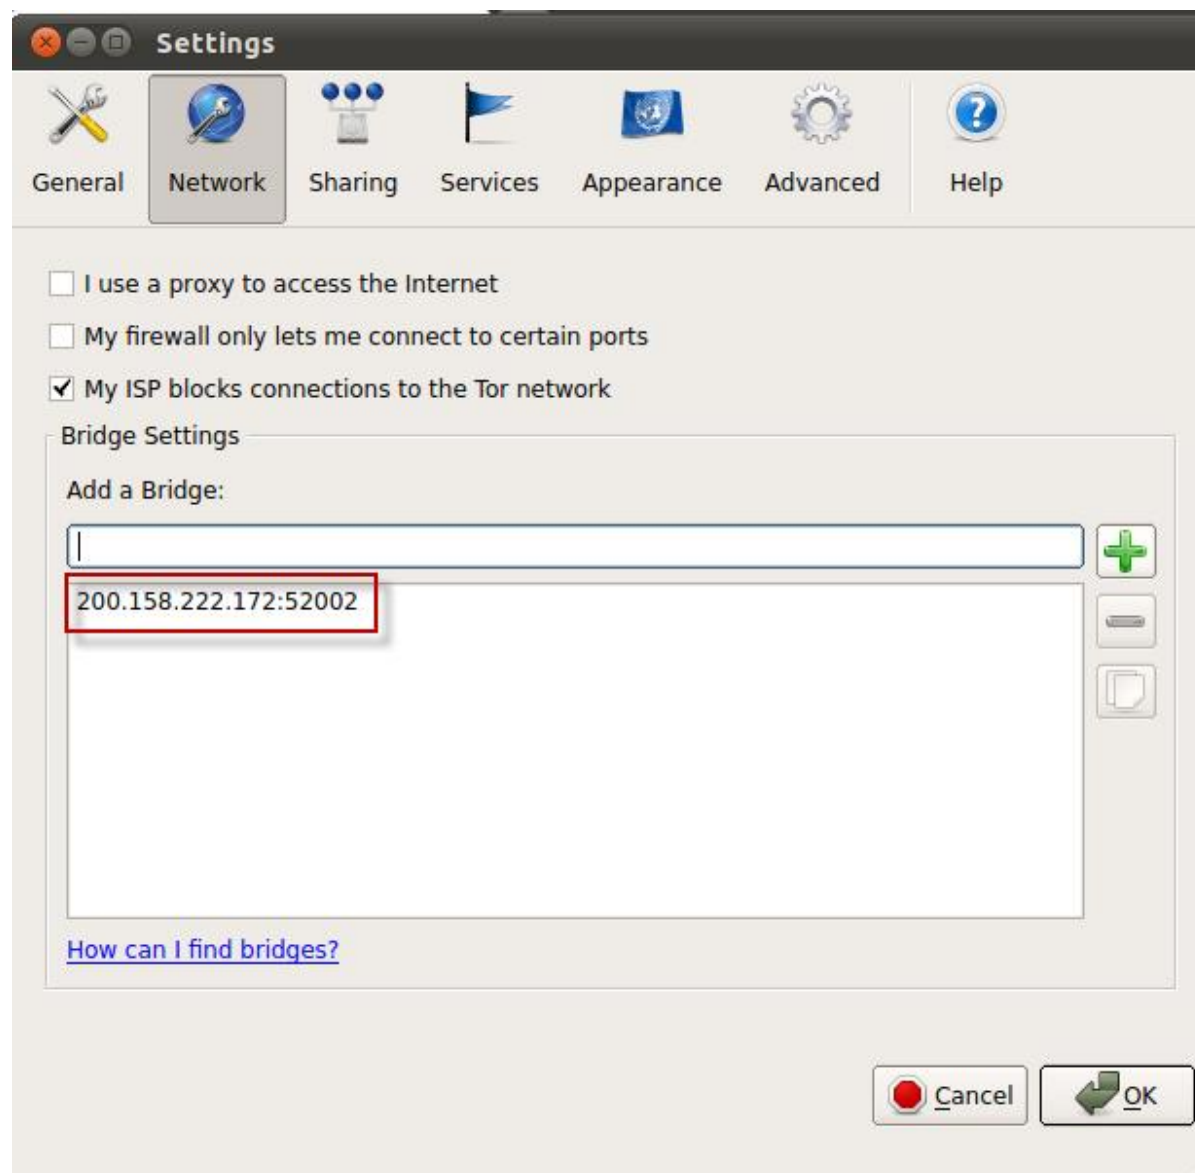 Settings
General Network Sharing Services Appearance Advanced Help
I use a proxy to access the Internet
My firewall only lets me connect to certain ports
My ISP blocks connections to the Tor network
Bridge Settings
Add a Bridge:
200.158.222.172:52002
How can I find bridges?
Cancel OK